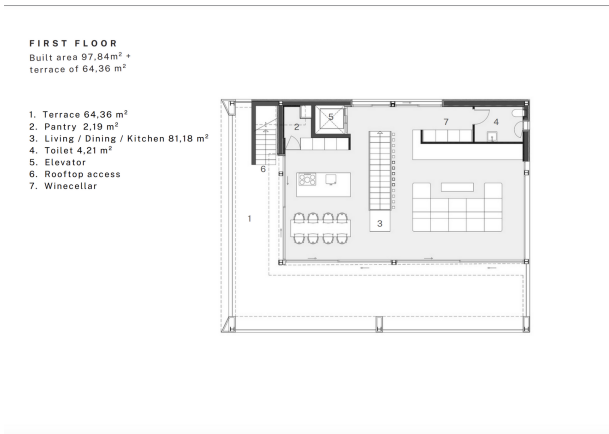 FIRST FLOOR
Built area 97,84m² +
terrace of 64,36 m²
1. Terrace 64,36 m²
2. Pantry 2,19 m²
3. Living / Dining / Kitchen 81,18 m²
4. Toilet 4,21 m²
5. Elevator
6. Rooftop access
7. Winecellar
5
2
7
4
6
1
3